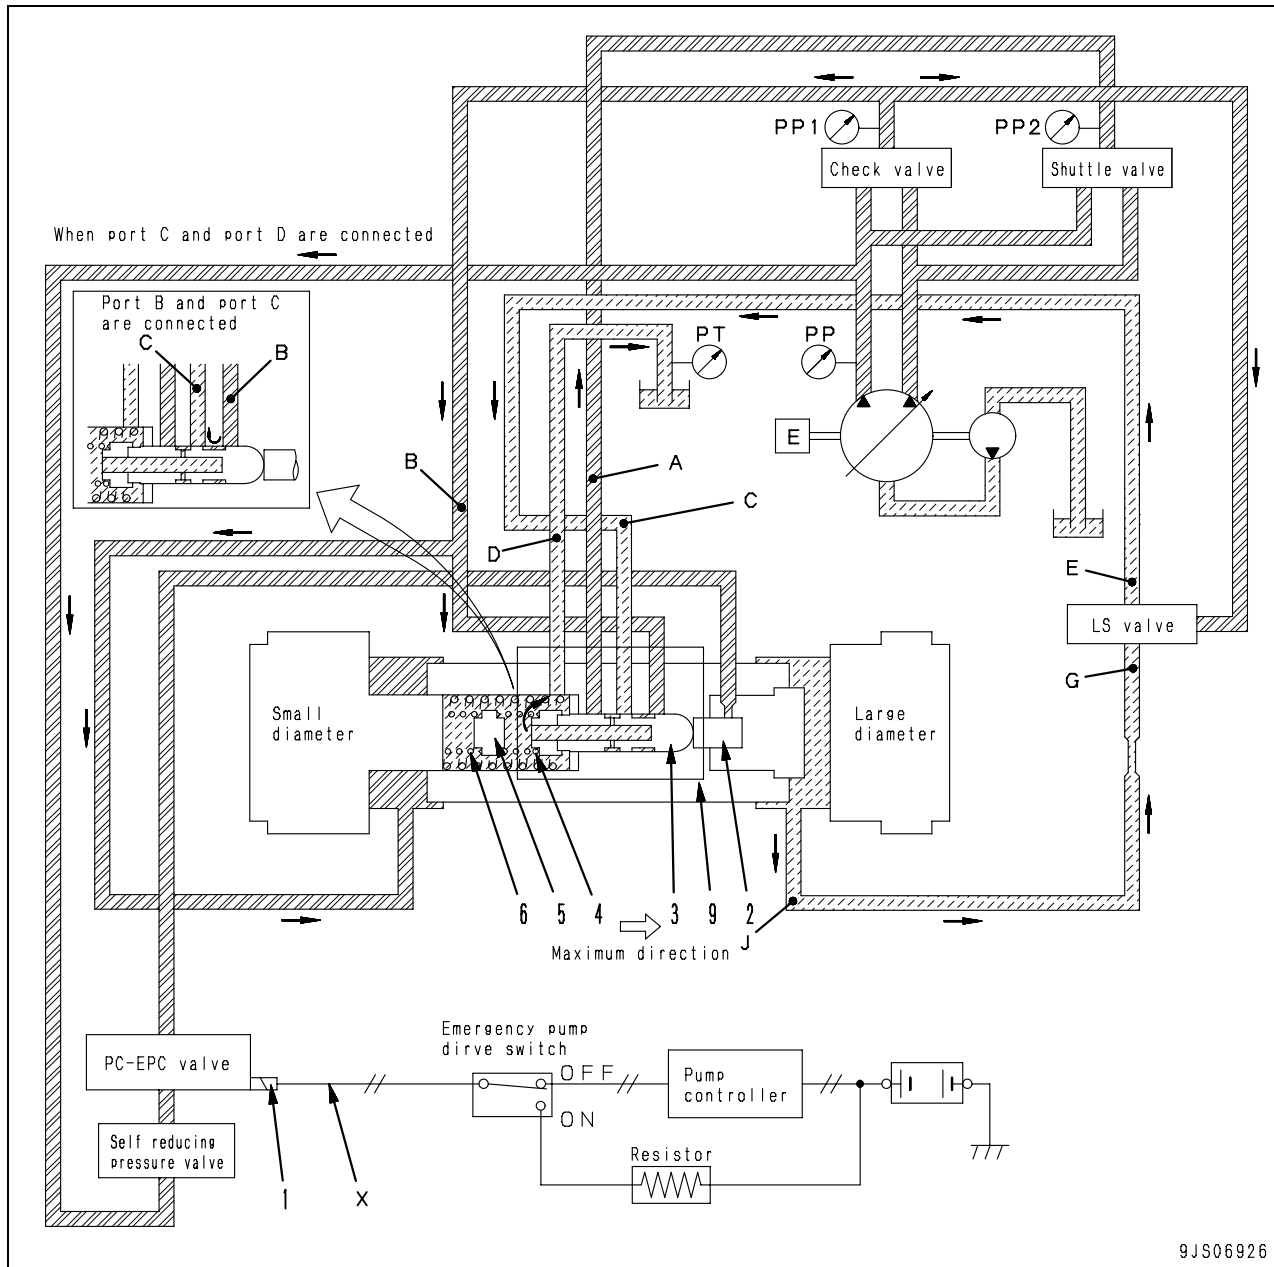 PP1
PP2
Check valve
Shuttle valve
When port C and port D are connected
Port B and port C
are connected
C
B
PT
PP
E
A
B
C
D
E
LS valve
G
Small
diameter
Large
diameter
6 5 4 3 9 2
J
Maximum direction
Emergency pump
dirve switch
PC-EPC valve
OFF
ON
Pump
controller
Self reducing
pressure valve
Resistor
1
X
9JS06926